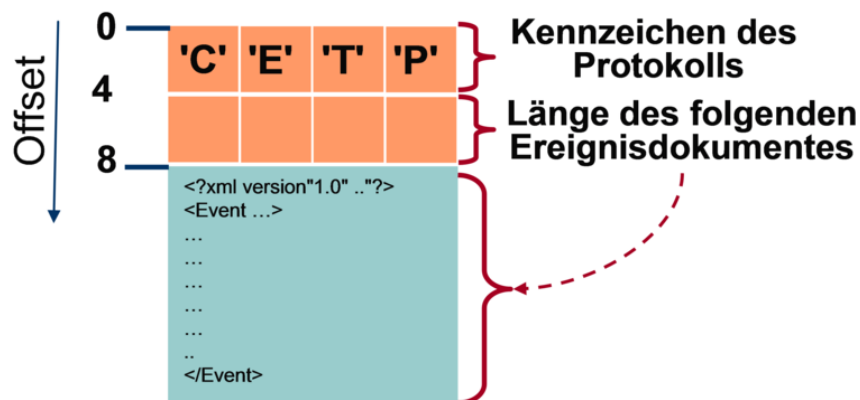 Offset
0
'C' 'E' 'T' 'P'
Kennzeichen des
Protokolls
4
Länge des folgenden
Ereignisdokumentes
8
<?xml version"1.0" .."?>
<Event …>
…
…
…
…
…
..
</Event>